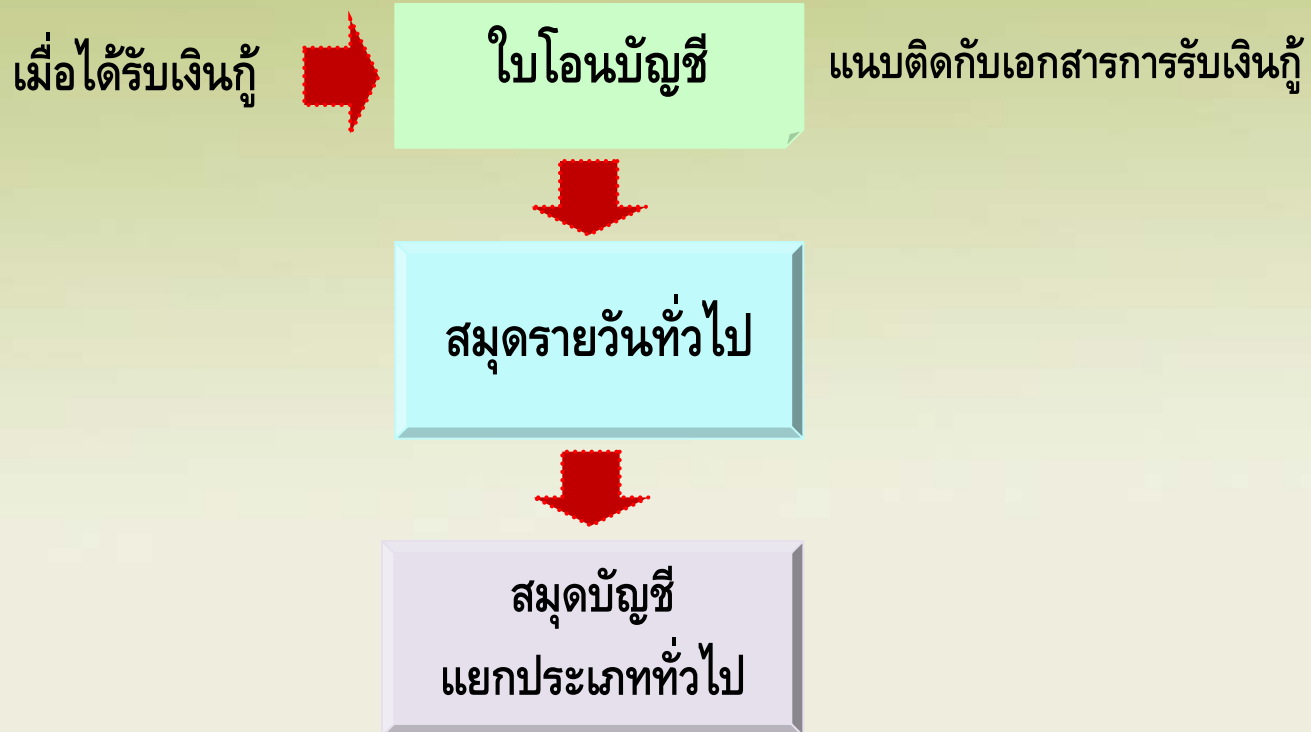 เมื่อได้รับเงินกู้
ใบโอนบัญชี
แนบติดกับเอกสารการรับเงินกู้
สมุดรายวันทั่วไป
สมุดบัญชี
แยกประเภททั่วไป